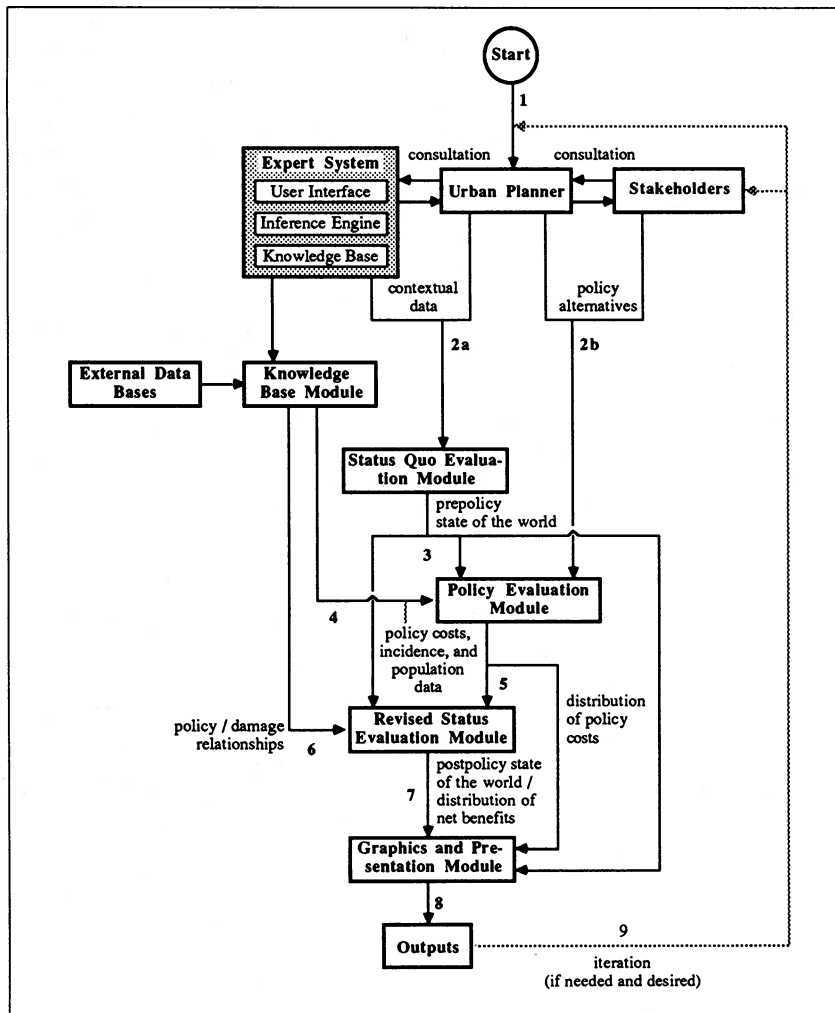 Start
1
consultation
consultation
Expert System
User Interface
Inference Engine
Knowledge Base
Urban Planner
Stakeholders
contextual
data
policy
alternatives
2a
2b
External Data
Bases
Knowledge
Base Module
Status Quo Evalua-
tion Module
prepolicy
state of the world
3
Policy Evaluation
Module
4
policy costs,
incidence, and
population
data
5
distribution
of policy
costs
policy / damage
relationships
6
Revised Status
Evaluation Module
7
postpolicy state
of the world /
distribution of
net benefits
Graphics and Pre-
sentation Module
8
Outputs
9
iteration
(if needed and desired)